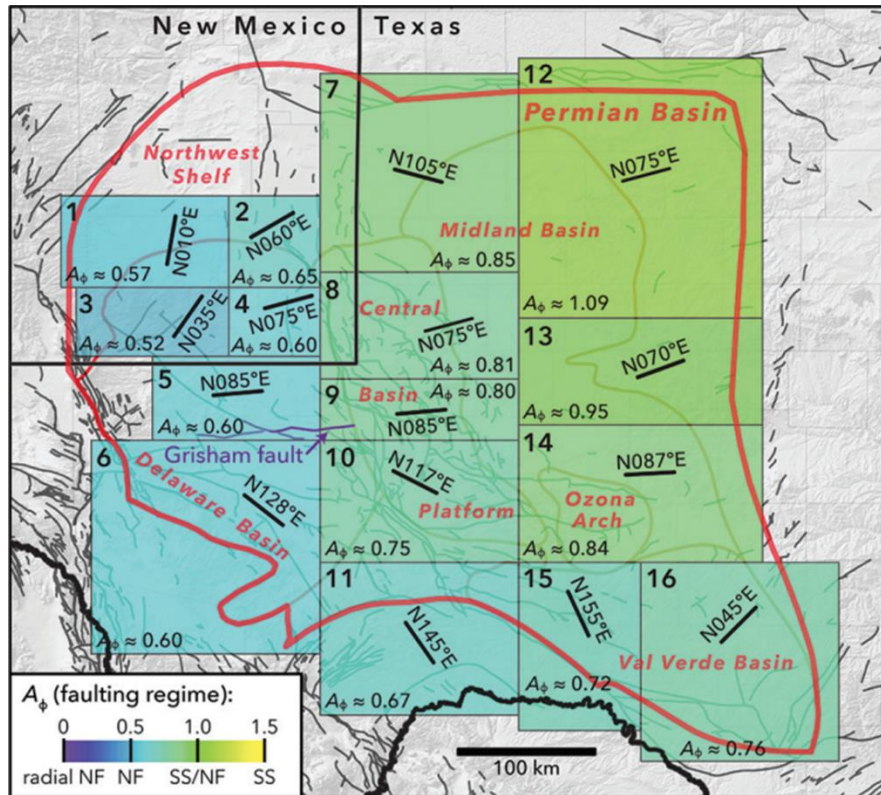 New Mexico
Texas
12
7
Permian Basin
Northwest
Shelf
N105°E
N075°E
1
N010°E
2
N060°E
Midland Basin
Aϕ ≈ 0.57
Aϕ ≈ 0.65
Aϕ ≈ 0.85
3
N035°E
4
N075°E
8
Central
Aϕ ≈ 1.09
Aϕ ≈ 0.52
Aϕ ≈ 0.60
N075°E
Aϕ ≈ 0.81
13
N070°E
5
N085°E
9
Basin
Aϕ ≈ 0.80
Aϕ ≈ 0.60
N085°E
Aϕ ≈ 0.95
Grisham fault
6
Delaware Basin
N128°E
10
N117°E
Platform
14
N087°E
Ozona
Arch
Aϕ ≈ 0.75
Aϕ ≈ 0.84
11
15
16
Aϕ ≈ 0.60
N145°E
N155°E
N045°E
Val Verde Basin
Aϕ ≈ 0.67
Aϕ ≈ 0.72
Aϕ ≈ 0.76
Aϕ (faulting regime):
0 0.5 1.0 1.5
radial NF NF SS/NF SS
100 km